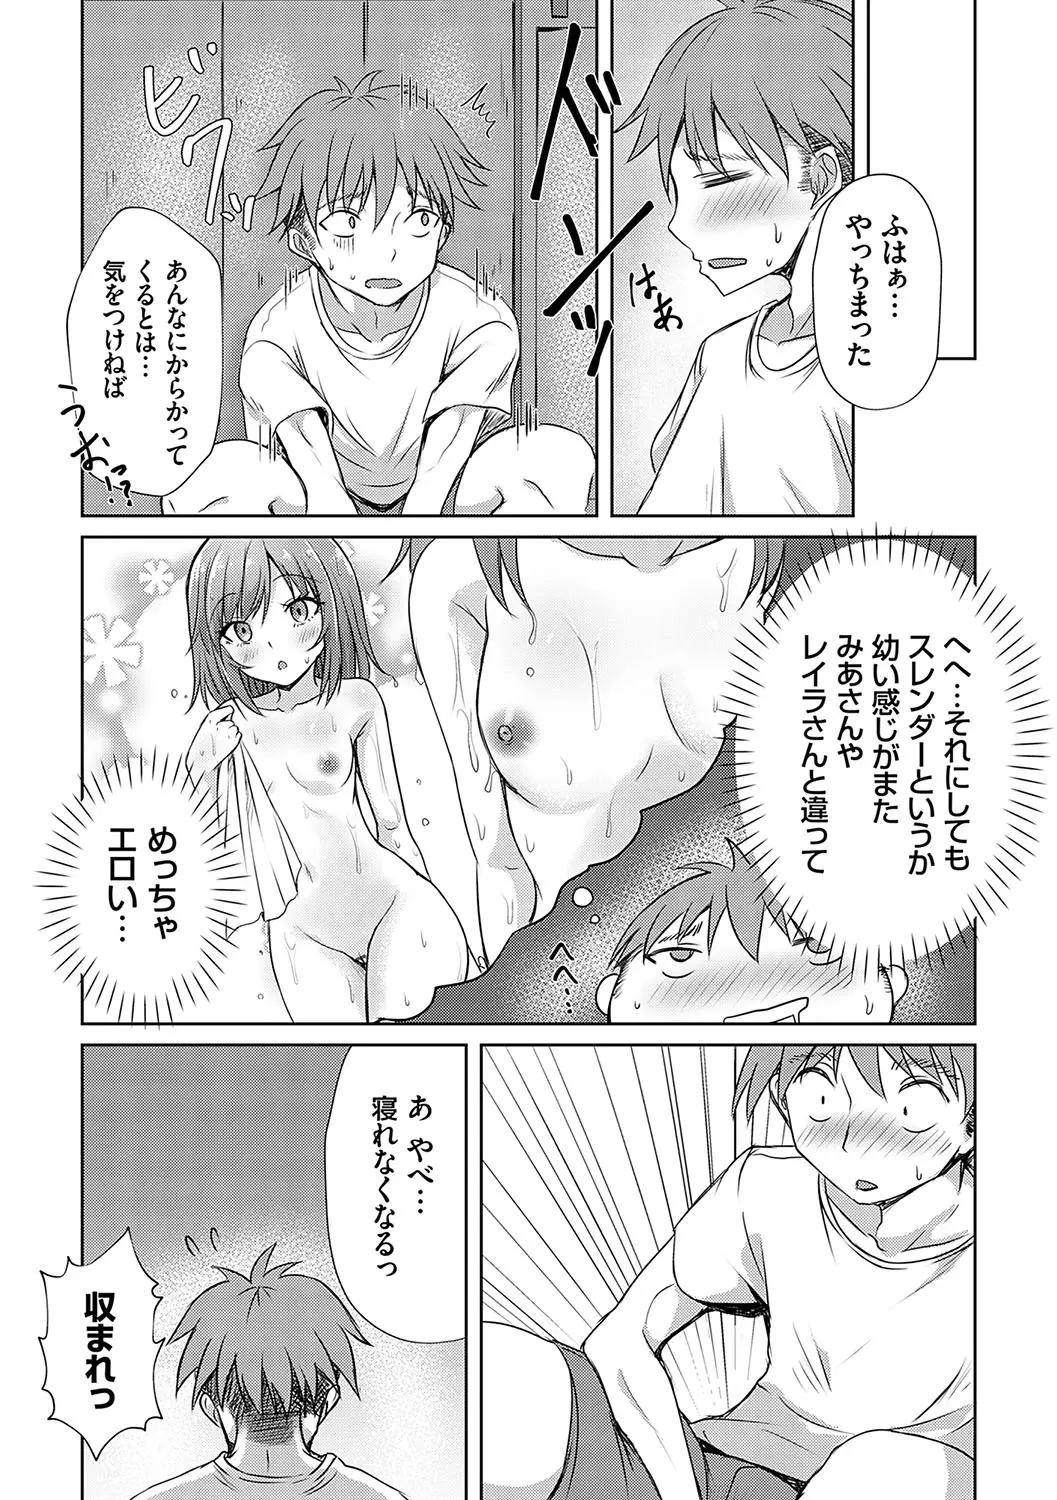 ふはぁ…
やっちまった
はあ
ズーン
ビクッ
あんなにからかって
くるとは…
気をつけねば
うおっ!?
へへ…それにしても
スレンダーというか
幼い感じがまた
みあさんや
レイラさんと違って
めっちゃ
エロい…
へへ…
あ やべ…
寝れなくなるっ
収まれっ